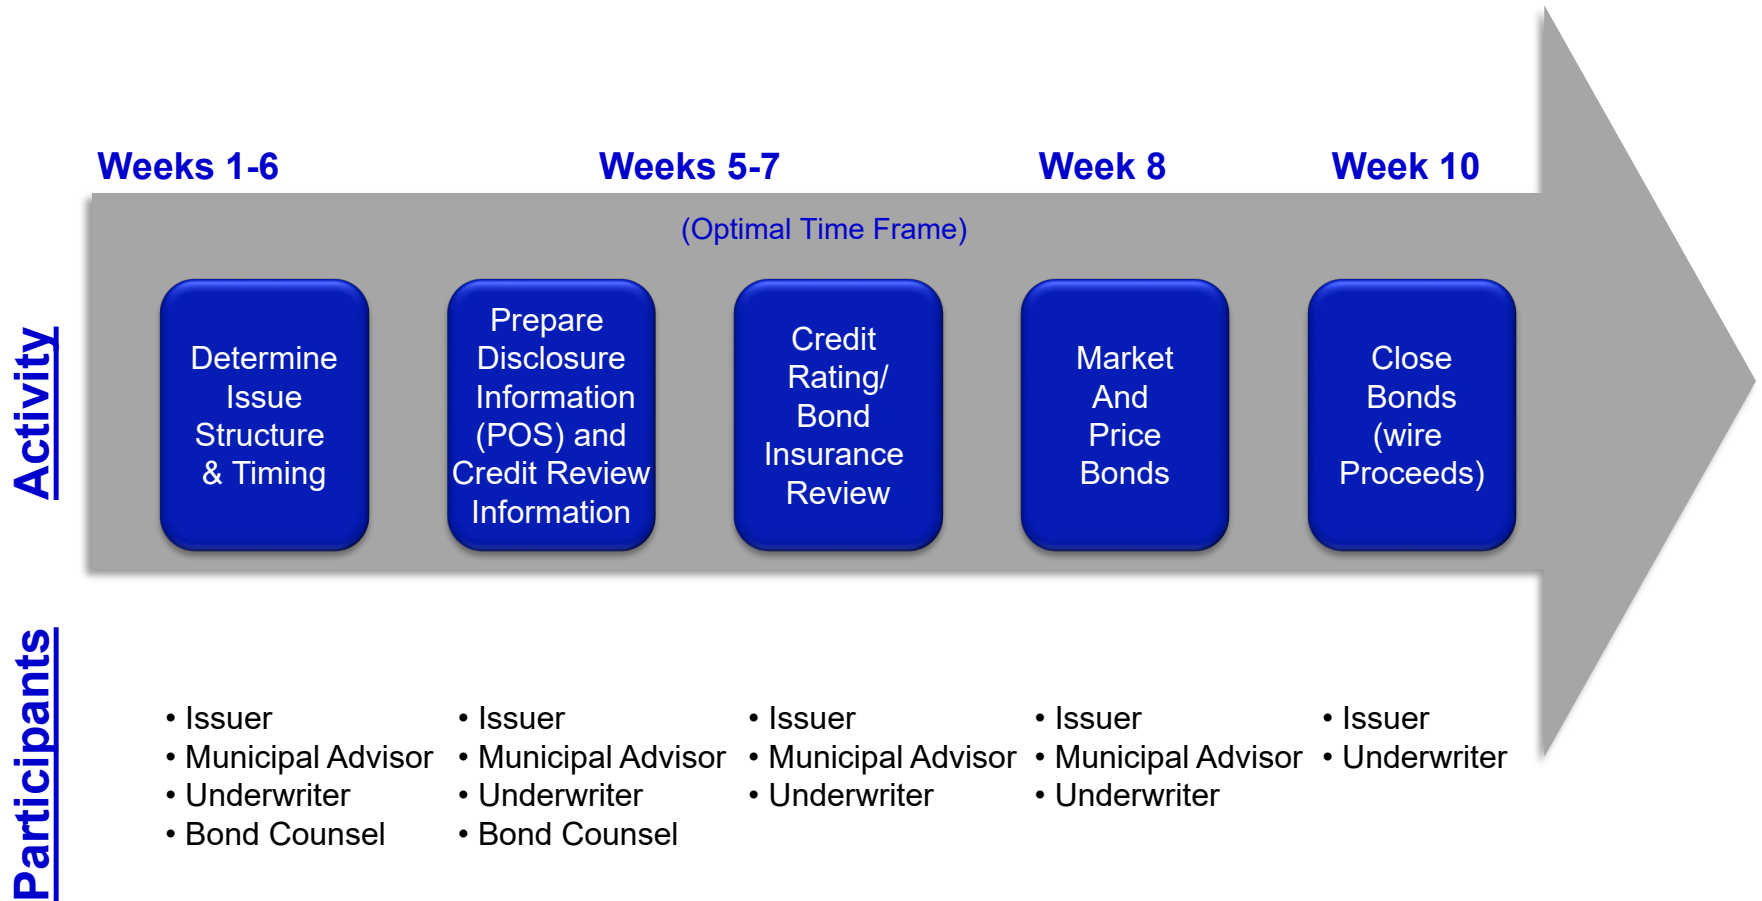 Weeks 1-6
Weeks 5-7
Week 8
Week 10
(Optimal Time Frame)
Activity
Determine
Issue
Structure
& Timing
Prepare
Disclosure
Information
(POS) and
Credit Review
Information
Credit
Rating/
Bond
Insurance
Review
Market
And
Price
Bonds
Close
Bonds
(wire
Proceeds)
Participants
• Issuer
• Municipal Advisor
• Underwriter
• Bond Counsel
• Issuer
• Municipal Advisor
• Underwriter
• Bond Counsel
• Issuer
• Municipal Advisor
• Underwriter
• Issuer
• Municipal Advisor
• Underwriter
• Issuer
• Underwriter